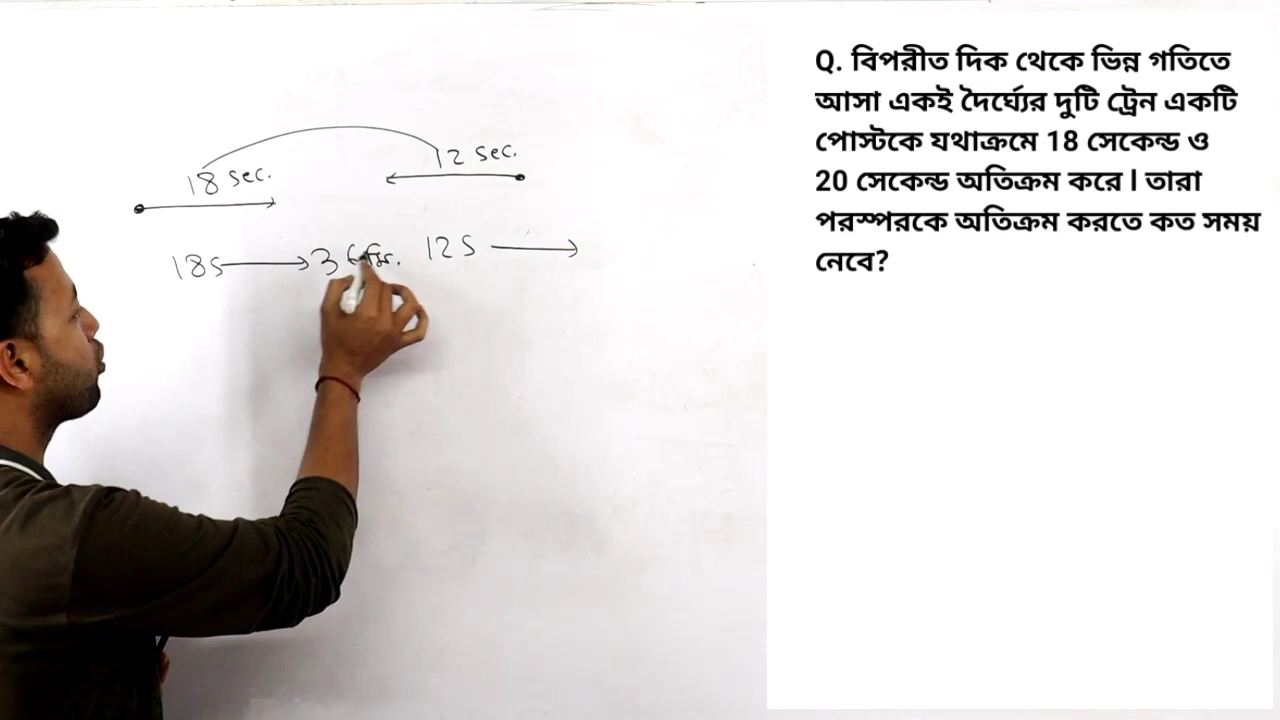 18 sec.
12 sec.
18s 3 কিমি. 12s
Q. বিপরীত দিক থেকে ভিন্ন গতিতে
আসা একই দৈর্ঘ্যের দুটি ট্রেন একটি
পোস্টকে যথাক্রমে 18 সেকেন্ড ও
20 সেকেন্ড অতিক্রম করে। তারা
পরস্পরকে অতিক্রম করতে কত সময়
নেবে?